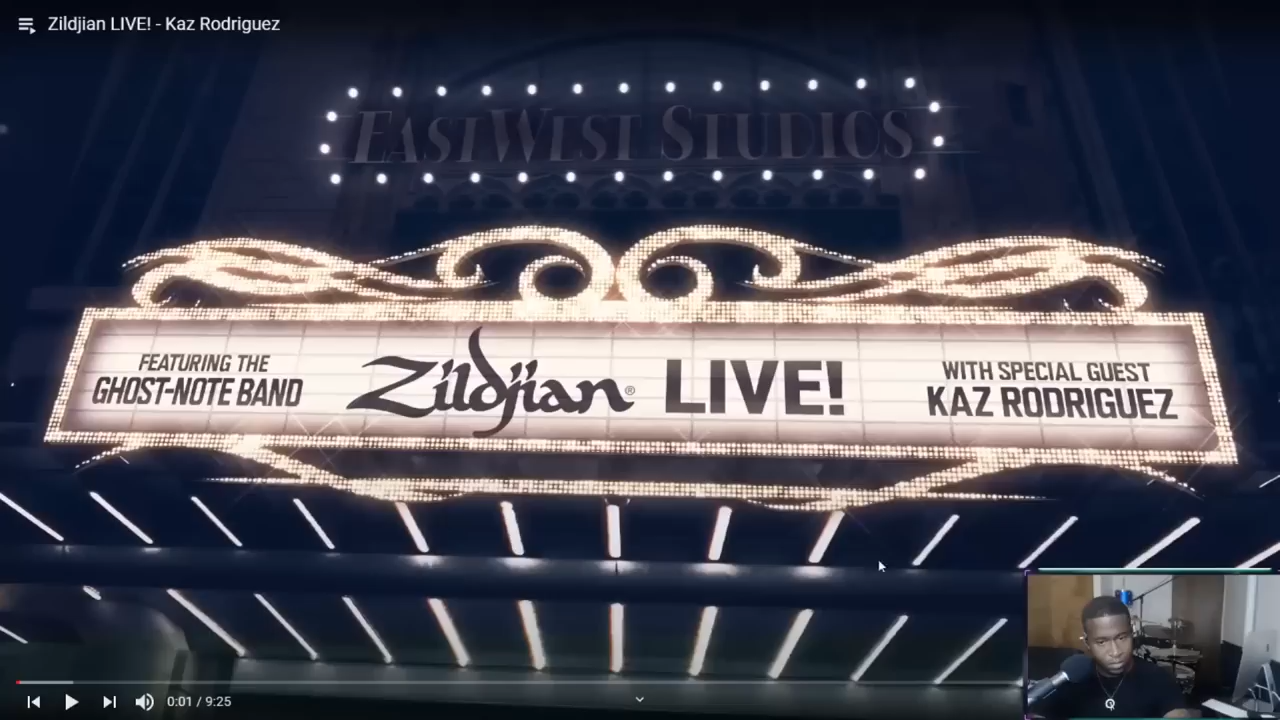 Zildjian LIVE! - Kaz Rodriguez
EASTWEST STUDIOS
FEATURING THE
GHOST-NOTE BAND
Zildjian® LIVE!
WITH SPECIAL GUEST
KAZ RODRIGUEZ
0:01 / 9:25